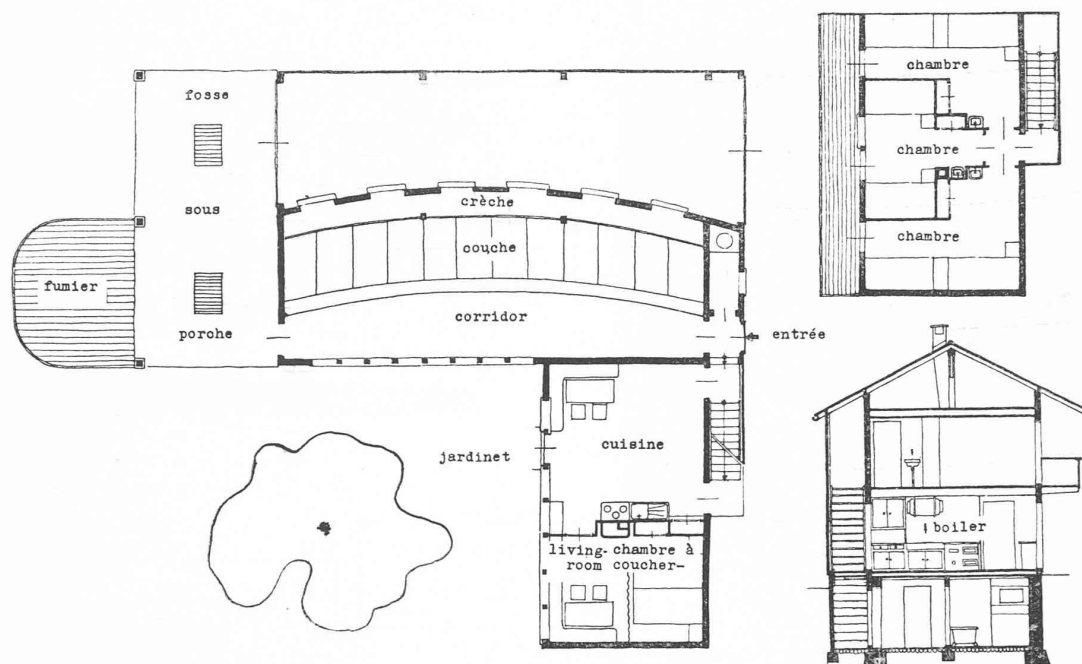 fosse
sous
porche
fumier
crèche
couche
corridor
entrée
jardinet
cuisine
living-
room
chambre à
coucher-
chambre
chambre
chambre
boiler